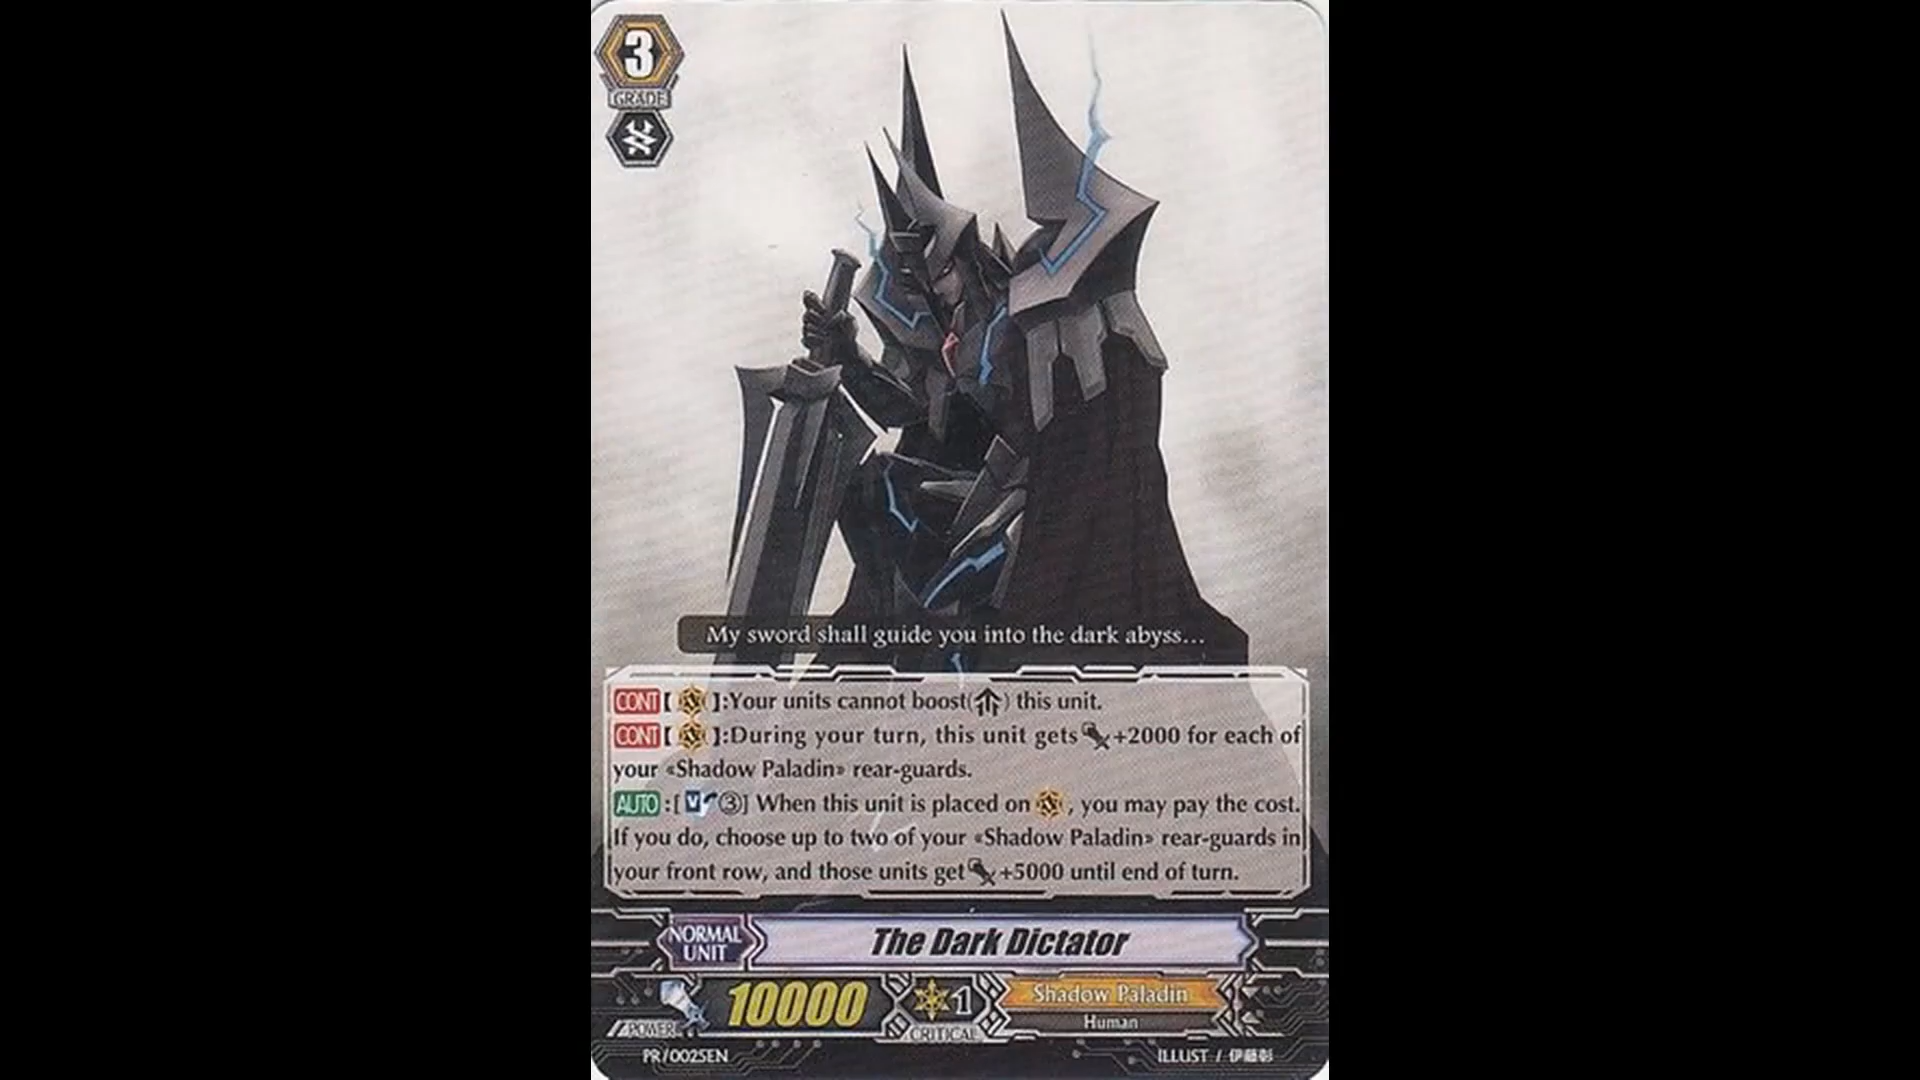 3
GRADE
My sword shall guide you into the dark abyss...
CONT【 】:Your units cannot boost( ) this unit.
CONT【 】:During your turn, this unit gets +2000 for each of
your «Shadow Paladin» rear-guards.
AUTO:[ V ③] When this unit is placed on , you may pay the cost.
If you do, choose up to two of your «Shadow Paladin» rear-guards in
your front row, and those units get +5000 until end of turn.
NORMAL
UNIT
The Dark Dictator
POWER
10000
1
CRITICAL
Shadow Paladin
Human
PR/0025EN
ILLUST / 伊藤彰